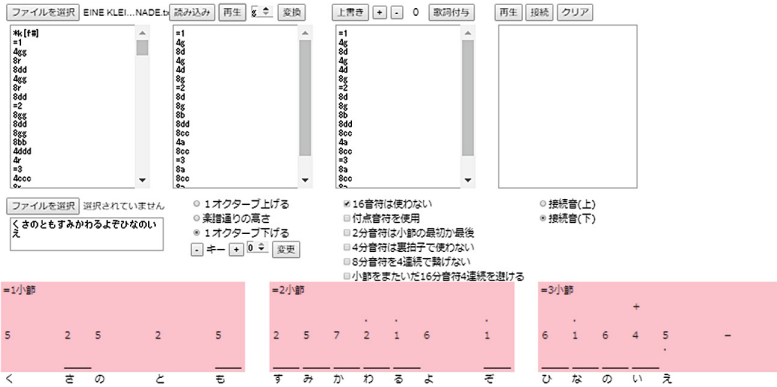 ファイルを選択 EINE KLEI...NADE.tx 読み込み 再生 g 変換 上書き + - 0 歌詞付与 再生 接続 クリア
*k[f#]
=1
4gg
8r
8dd
4gg
8r
8dd
=2
8gg
8dd
8gg
8bb
4ddd
4r
=3
4ccc
8r
=1
4g
8d
4g
4d
8g
=2
8d
8g
8b
8dd
8cc
4a
8cc
=3
8a
8cc
8a
=1
4g
8d
4g
4d
8g
=2
8d
8g
8b
8dd
8cc
4a
8cc
=3
8a
8cc
8a
ファイルを選択 選択されていません
くさのともすみかわるよぞひなのい
え
1オクターブ上げる
楽譜通りの高さ
1オクターブ下げる
- キー + 0 変更
16音符は使わない
付点音符を使用
2分音符は小節の最初か最後
4分音符は裏拍子で使わない
8分音符を4連続で繋げない
小節をまたいだ16分音符4連続を避ける
接続音(上)
接続音(下)
=1小節
5 2 5 2 5
く さ の と も
=2小節
2 5 7 2 1 6 1
す み か わ る よ ぞ
=3小節
+
6 1 6 4 5 −
ひ な の い え